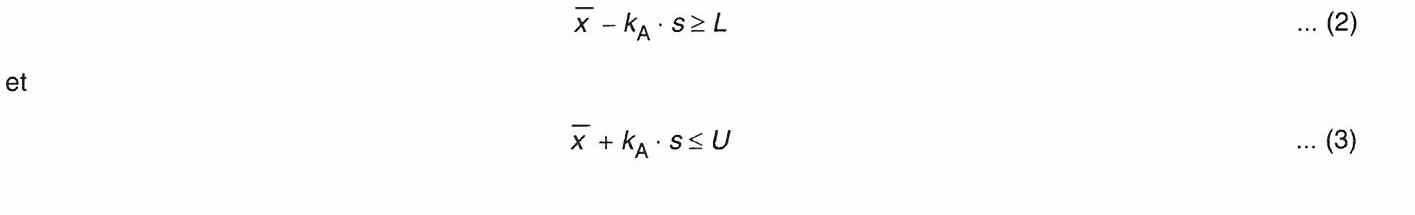 x̅ – k_A · s ≥ L ... (2)
et
x̅ + k_A · s ≤ U ... (3)